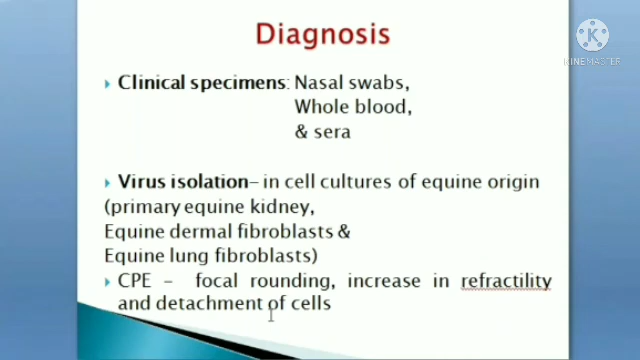 Diagnosis
KINEMASTER
Clinical specimens: Nasal swabs,
Whole blood,
& sera
Virus isolation– in cell cultures of equine origin
(primary equine kidney,
Equine dermal fibroblasts &
Equine lung fibroblasts)
CPE – focal rounding, increase in refractility
and detachment of cells